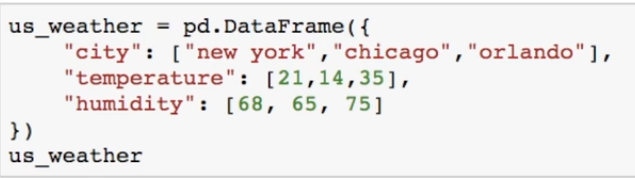 us_weather = pd.DataFrame({
    "city": ["new york","chicago","orlando"],
    "temperature": [21,14,35],
    "humidity": [68, 65, 75]
})
us_weather